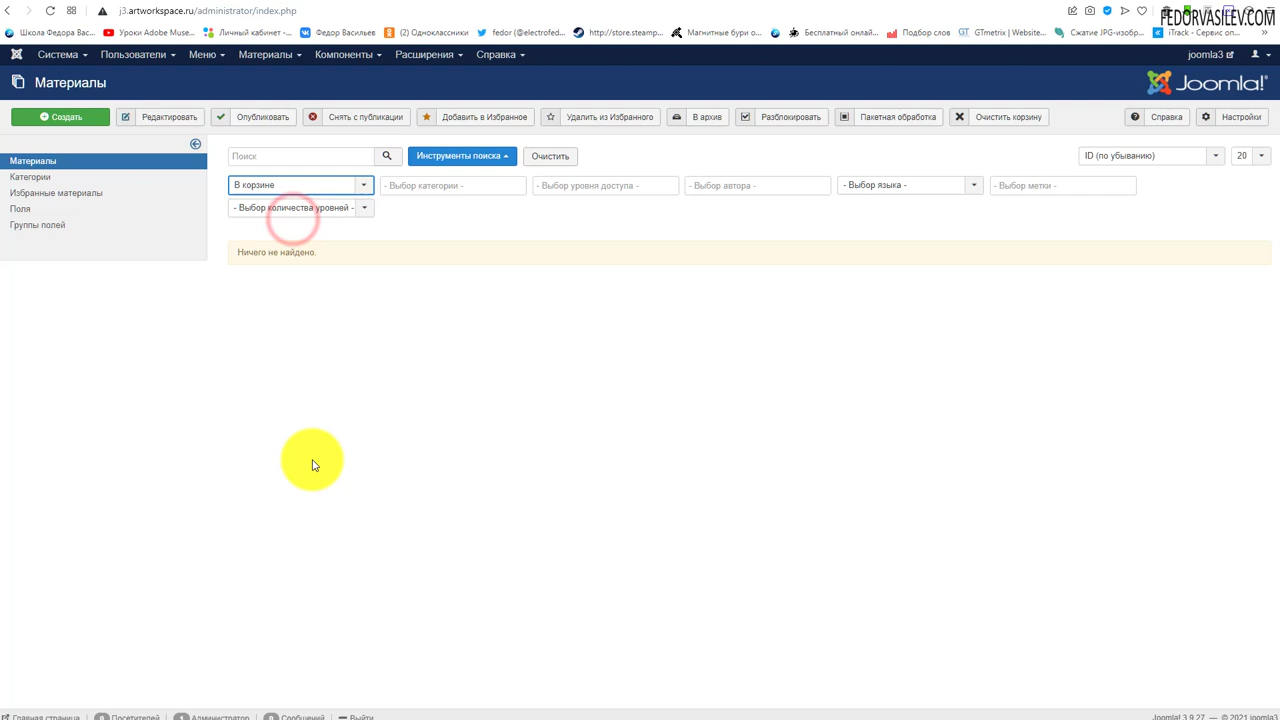 j3.artworkspace.ru/administrator/index.php
FEDORVASILEV.COM
Школа Федора Вас... Уроки Adobe Muse... Личный кабинет -... Федор Васильев (2) Одноклассники fedor (@electrofed... http://store.steamp... Магнитные бури о... Бесплатный онлай... Подбор слов GTmetrix | Website... Сжатие JPG-изобр... iTrack - Сервис оп... »
Система Пользователи Меню Материалы Компоненты Расширения Справка joomla3
Материалы Joomla!®
Создать Редактировать Опубликовать Снять с публикации Добавить в Избранное Удалить из Избранного В архив Разблокировать Пакетная обработка Очистить корзину Справка Настройки
Поиск Инструменты поиска Очистить ID (по убыванию) 20
Материалы
Категории
Избранные материалы
Поля
Группы полей
В корзине - Выбор категории - - Выбор уровня доступа - - Выбор автора - - Выбор языка - - Выбор метки -
- Выбор количества уровней -
Ничего не найдено.
Главная страница 0 Посетителей 1 Администратор 0 Сообщений Выйти Joomla! 3.9.27 — © 2021 joomla3